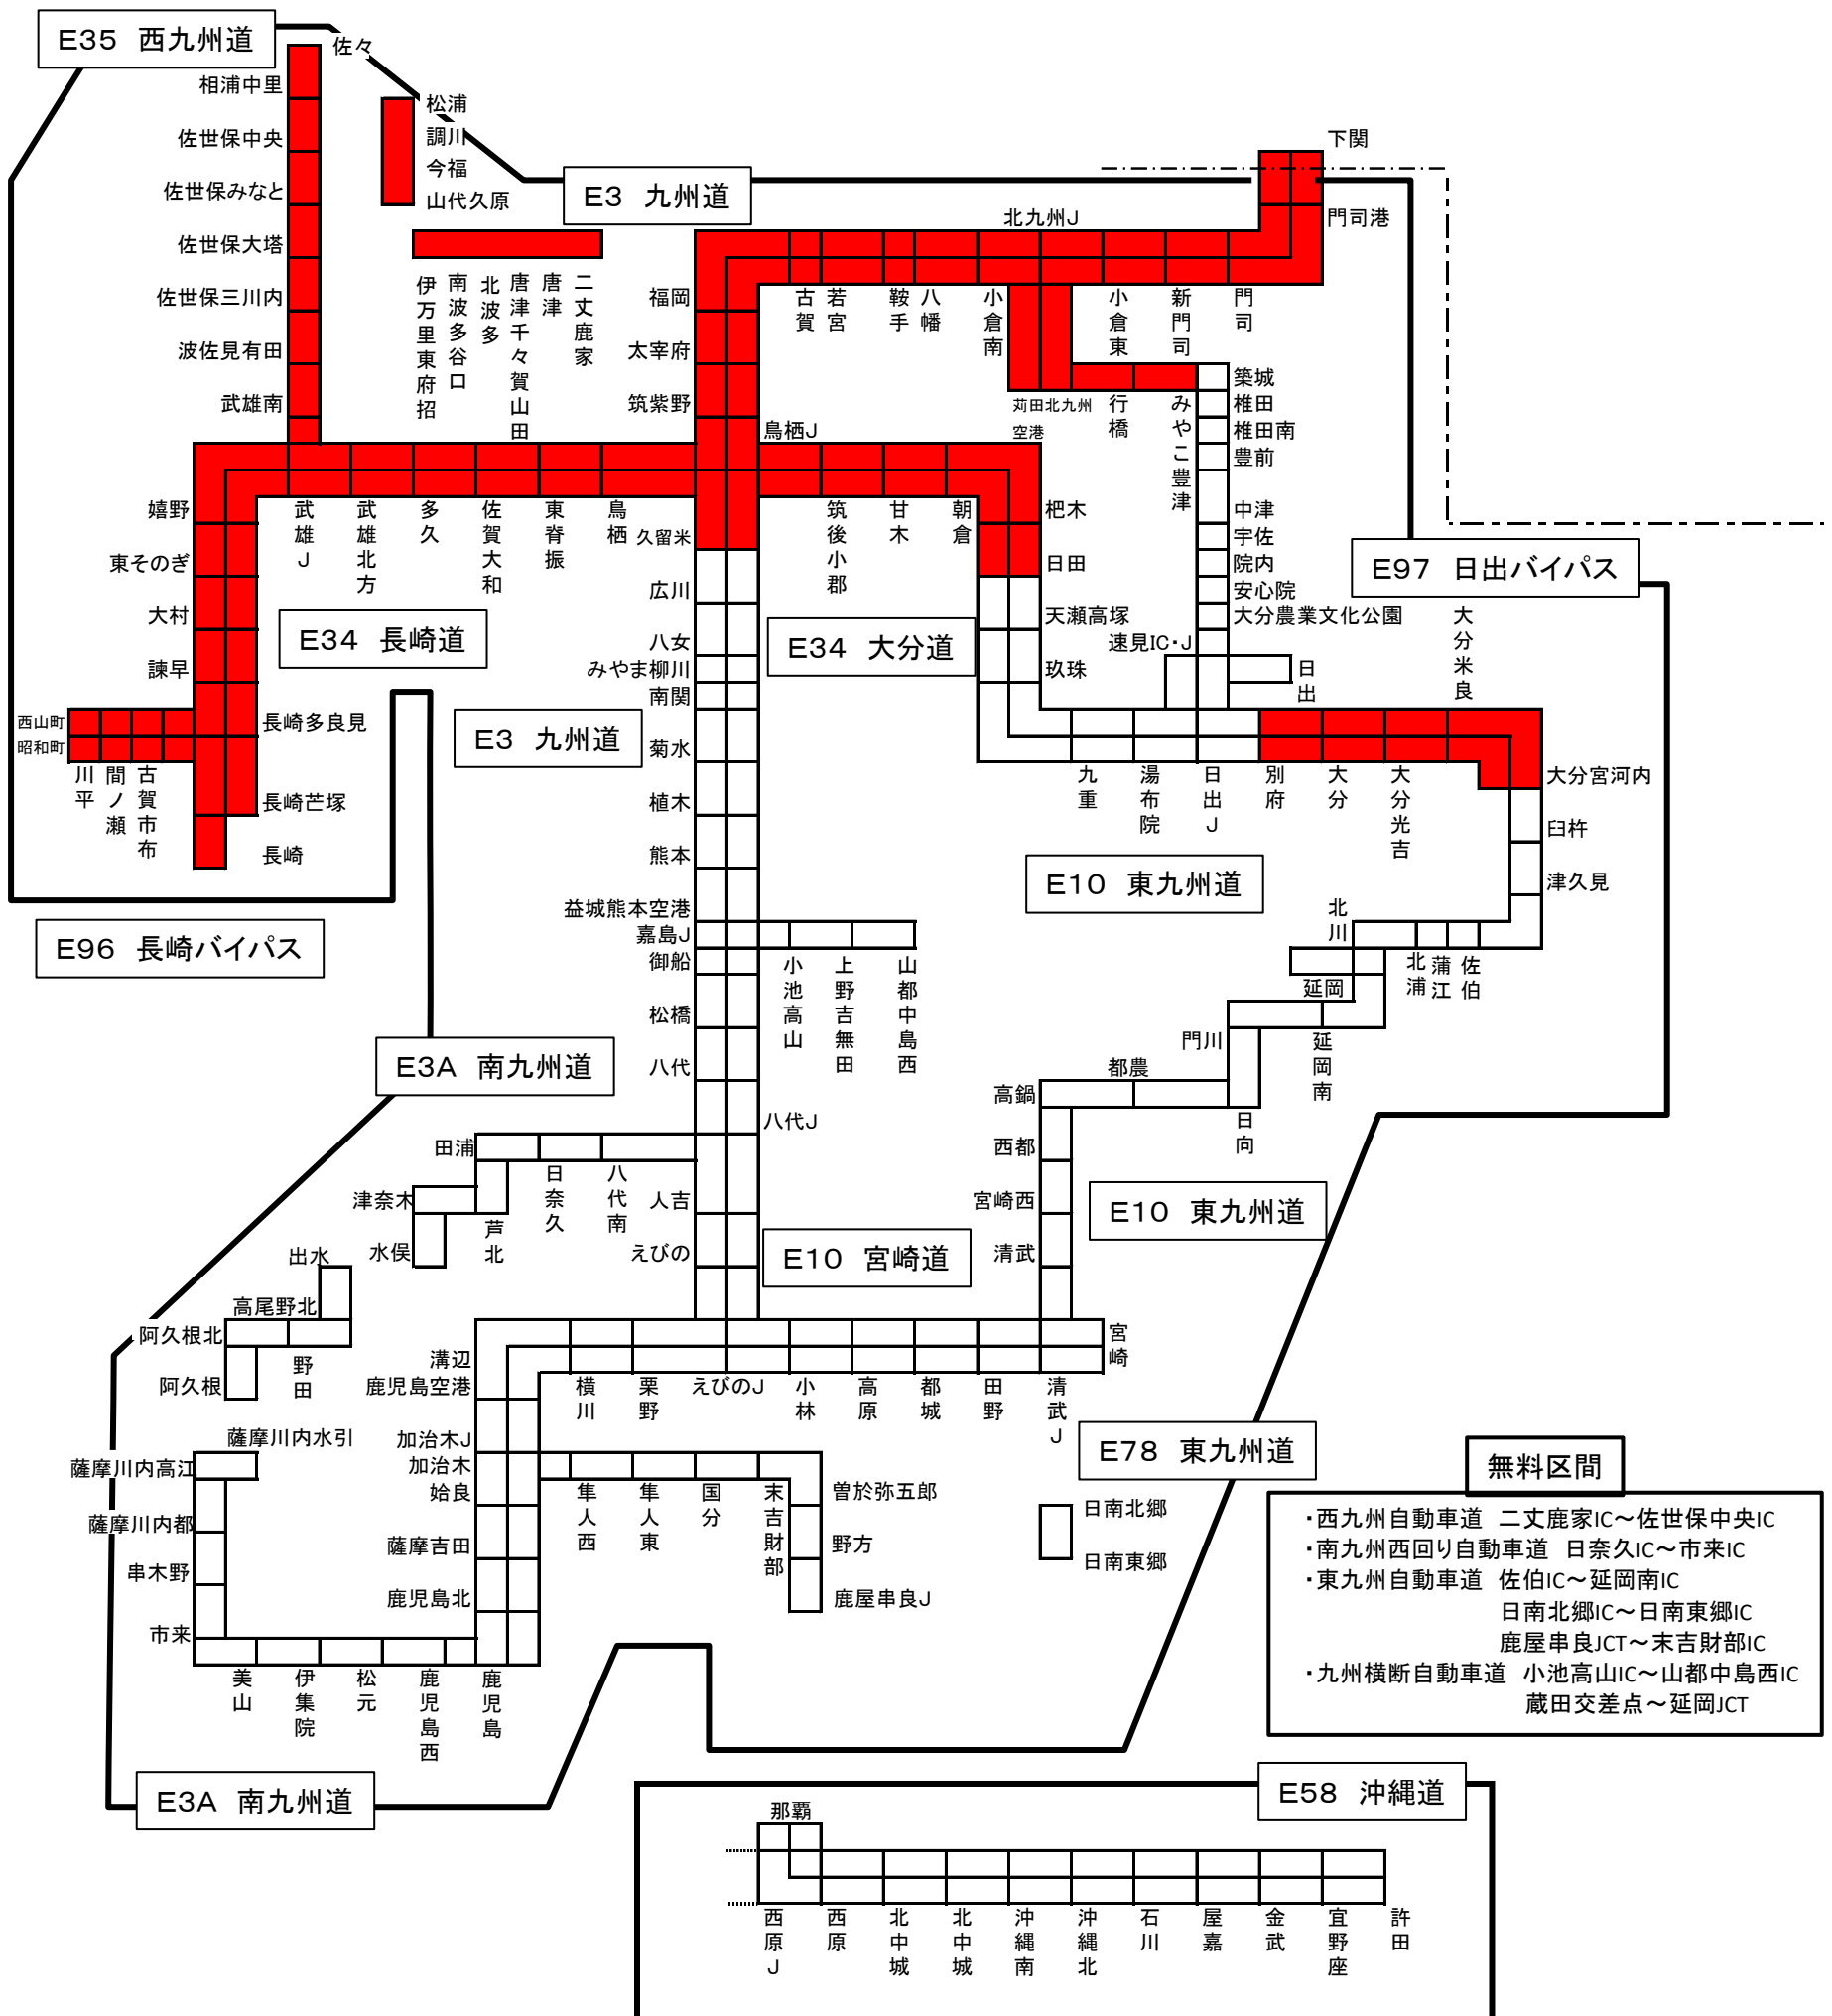 E35 西九州道
佐々
相浦中里
佐世保中央
佐世保みなと
佐世保大塔
佐世保三川内
波佐見有田
武雄南
松浦
調川
今福
山代久原
E3 九州道
下関
門司港
北九州J
伊万里東府招
南波多谷口
北波多
唐津千々賀山田
唐津
二丈鹿家
福岡
太宰府
筑紫野
鳥栖J
古賀
若宮
鞍手
八幡
小倉南
小倉東
新門司
門司
苅田北九州
空港
行橋
みやこ豊津
築城
椎田
椎田南
豊前
中津
宇佐
院内
安心院
大分農業文化公園
速見IC・J
日出
E97 日出バイパス
大分米良
嬉野
東そのぎ
大村
諫早
武雄J
武雄北方
多久
佐賀大和
東脊振
鳥栖
久留米
筑後小郡
甘木
朝倉
杷木
日田
天瀬高塚
玖珠
E34 長崎道
E34 大分道
広川
八女
みやま柳川
南関
菊水
植木
熊本
益城熊本空港
嘉島J
御船
松橋
八代
西山町
昭和町
川平
間ノ瀬
古賀市布
長崎多良見
長崎芒塚
長崎
E3 九州道
九重
湯布院
日出J
別府
大分
大分光吉
大分宮河内
臼杵
津久見
E10 東九州道
E96 長崎バイパス
小池高山
上野吉無田
山都中島西
北川
北浦
蒲江
佐伯
延岡
延岡南
門川
日向
都農
高鍋
西都
宮崎西
清武
E3A 南九州道
八代J
田浦
日奈久
八代南
津奈木
芦北
水俣
人吉
えびの
E10 宮崎道
E10 東九州道
出水
高尾野北
阿久根北
野田
阿久根
溝辺
鹿児島空港
横川
栗野
えびのJ
小林
高原
都城
田野
清武J
宮崎
薩摩川内水引
薩摩川内高江
薩摩川内都
串木野
市来
加治木J
加治木
姶良
薩摩吉田
鹿児島北
隼人西
隼人東
国分
末吉財部
曽於弥五郎
野方
鹿屋串良J
E78 東九州道
日南北郷
日南東郷
美山
伊集院
松元
鹿児島西
鹿児島
E3A 南九州道
無料区間
・西九州自動車道 二丈鹿家IC～佐世保中央IC
・南九州西回り自動車道 日奈久IC～市来IC
・東九州自動車道 佐伯IC～延岡南IC
日南北郷IC～日南東郷IC
鹿屋串良JCT～末吉財部IC
・九州横断自動車道 小池高山IC～山都中島西IC
蔵田交差点～延岡JCT
E58 沖縄道
那覇
西原J
西原
北中城
北中城
沖縄南
沖縄北
石川
屋嘉
金武
宜野座
許田